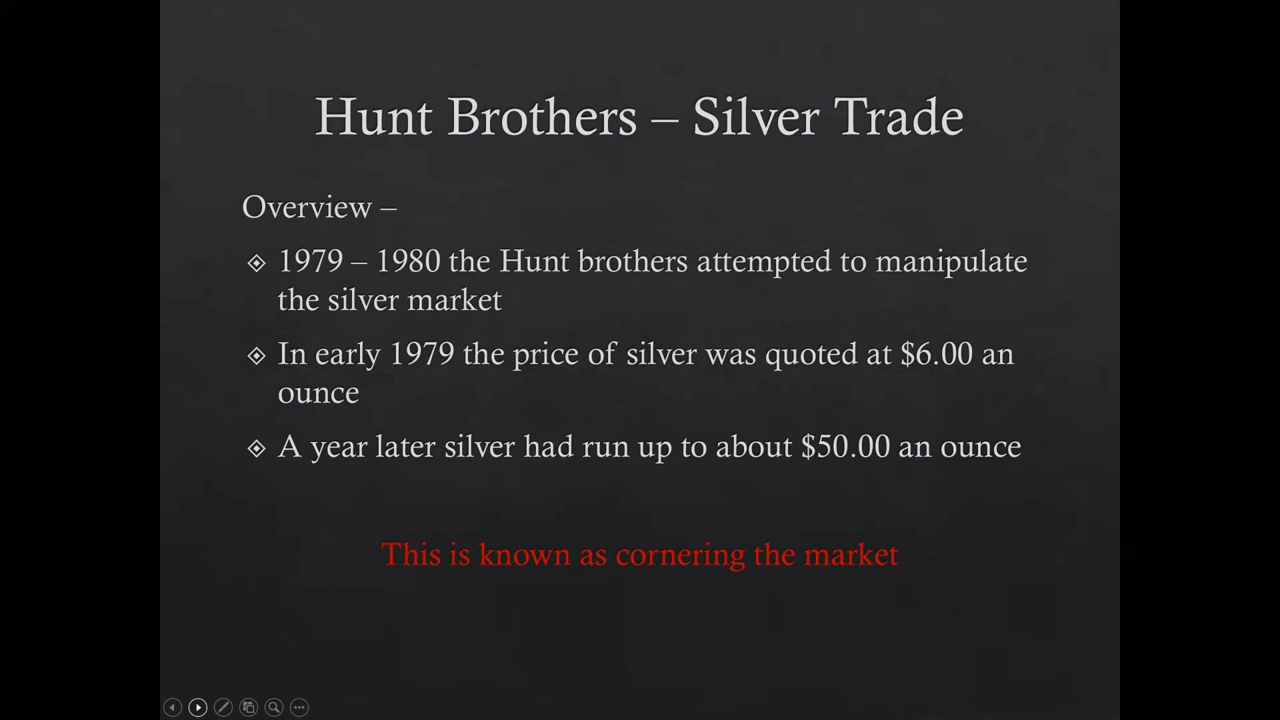 Hunt Brothers – Silver Trade
Overview –
1979 – 1980 the Hunt brothers attempted to manipulate
the silver market
In early 1979 the price of silver was quoted at $6.00 an
ounce
A year later silver had run up to about $50.00 an ounce
This is known as cornering the market